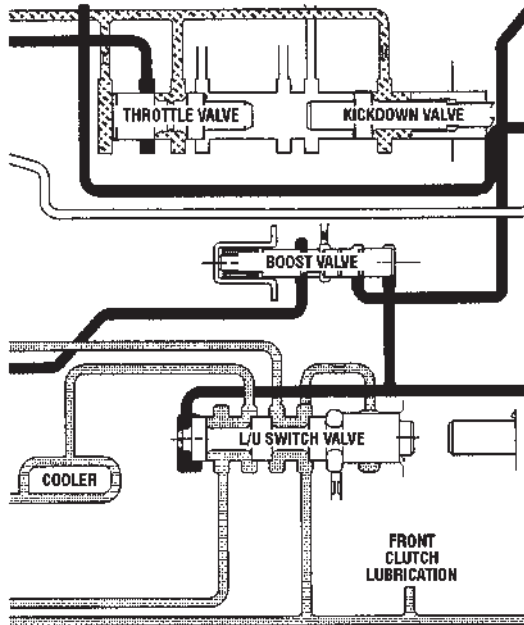 THROTTLE VALVE
KICKDOWN VALVE
BOOST VALVE
L/U SWITCH VALVE
COOLER
FRONT
CLUTCH
LUBRICATION